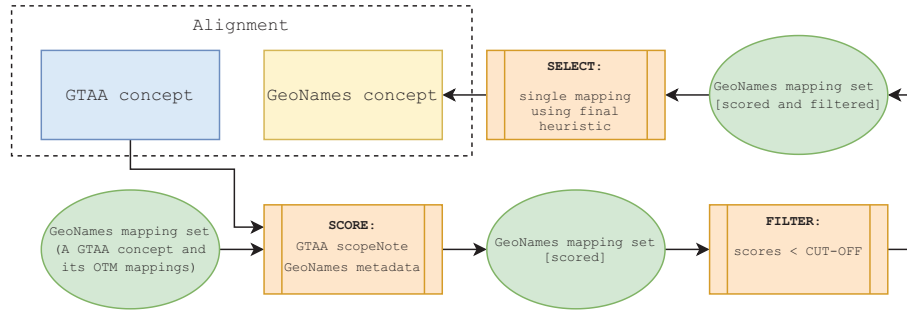 Alignment
GTAA concept
GeoNames concept
SELECT:
single mapping
using final
heuristic
GeoNames mapping set
[scored and filtered]
GeoNames mapping set
(A GTAA concept and
its OTM mappings)
SCORE:
GTAA scopeNote
GeoNames metadata
GeoNames mapping set
[scored]
FILTER:
scores < CUT-OFF